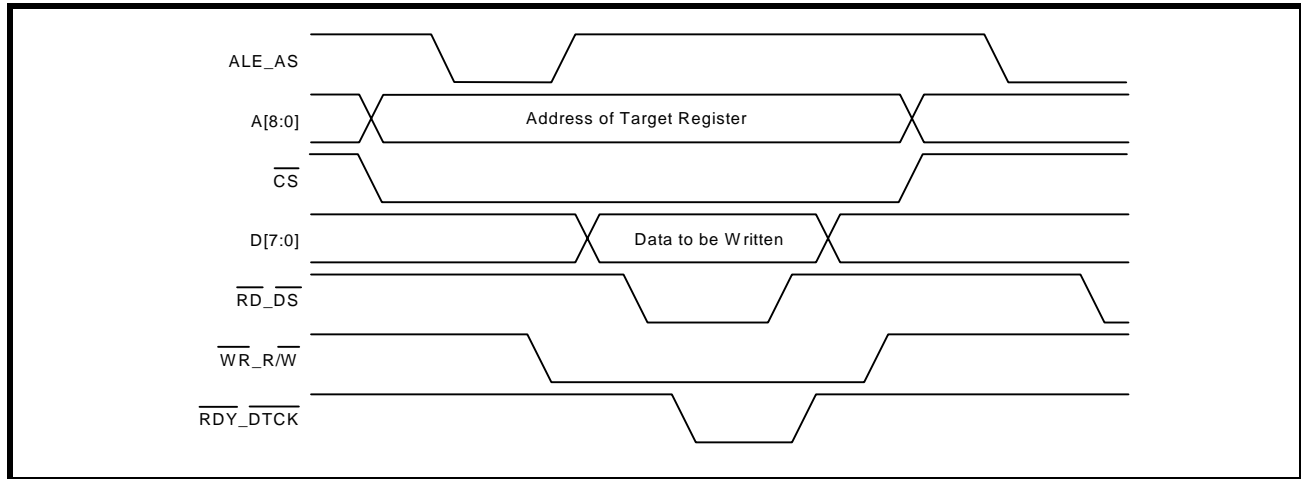 ALE_AS
A[8:0]
Address of Target Register
CS
D[7:0]
Data to be Written
RD_DS
WR_R/W
RDY_DTCK